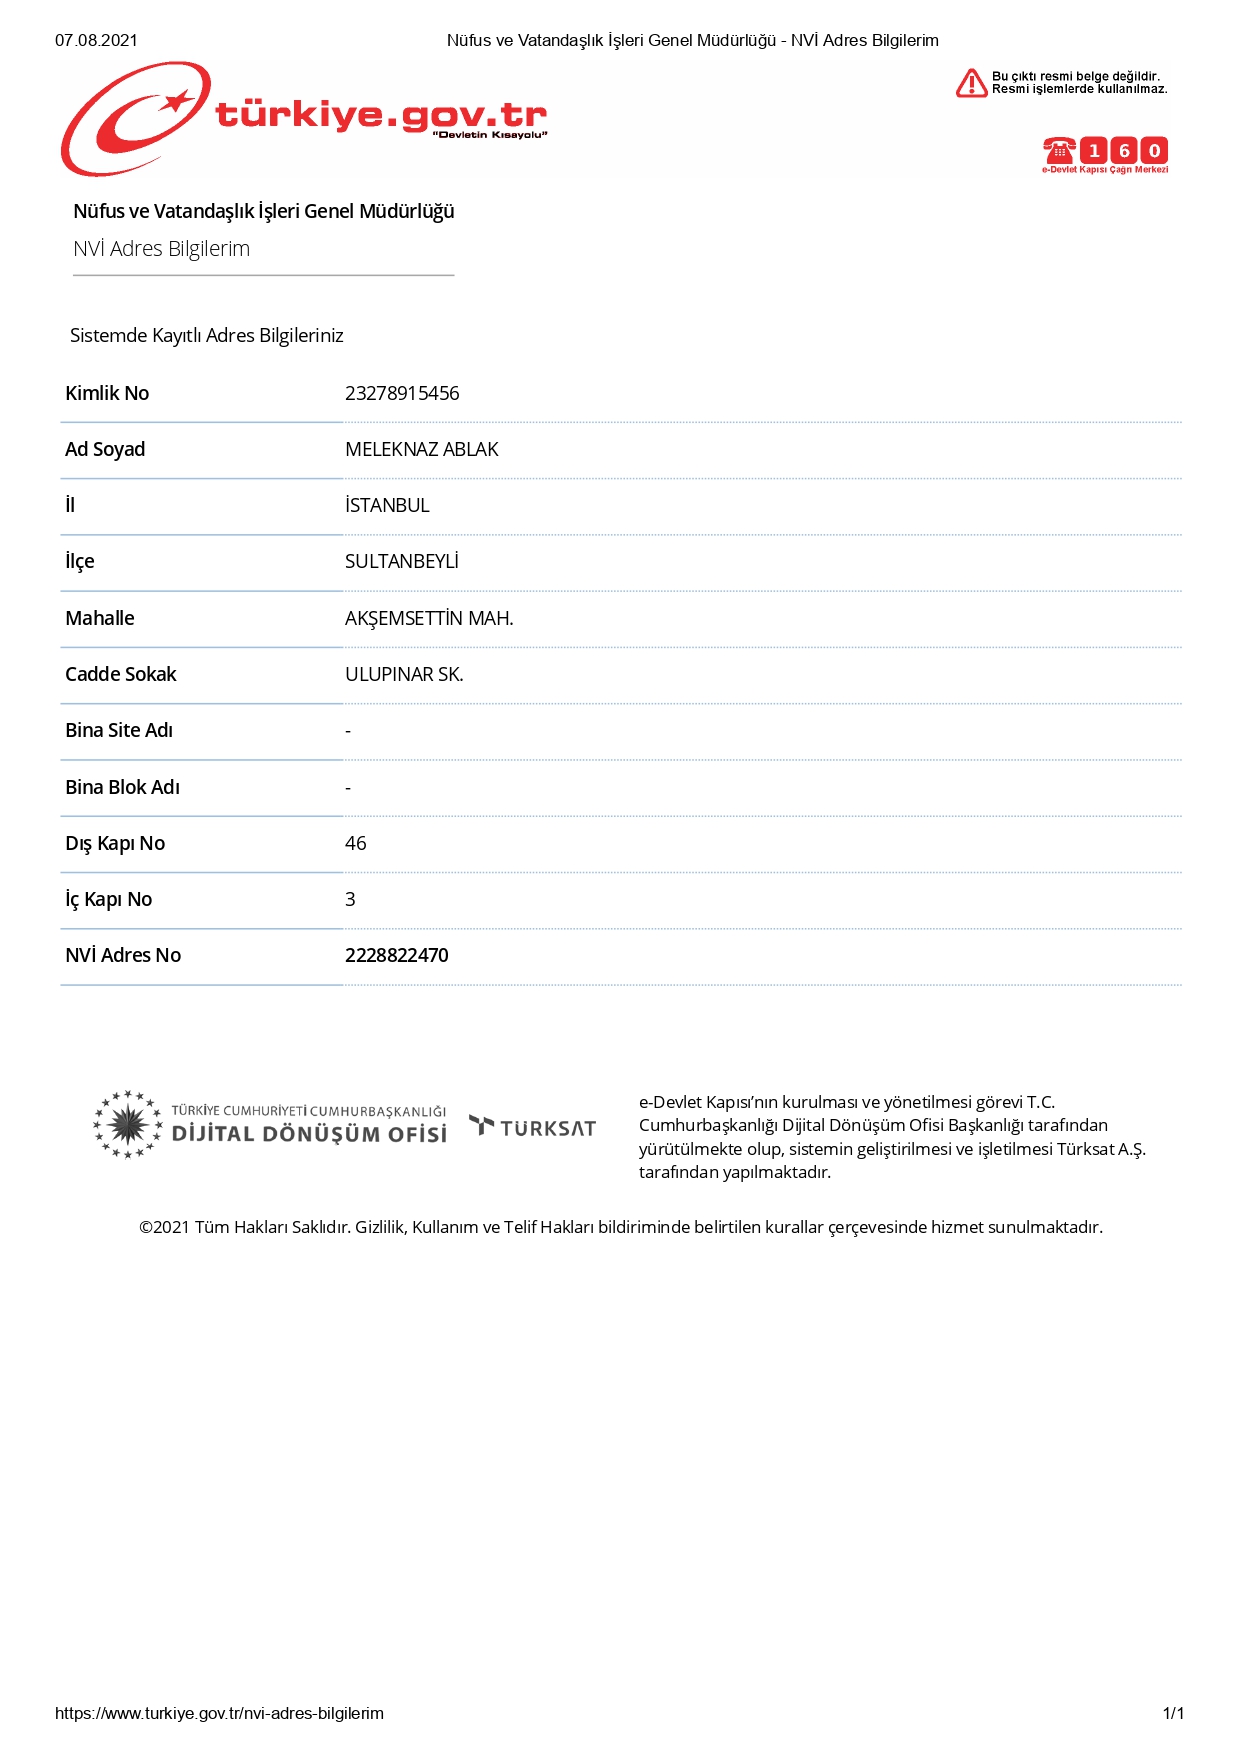 07.08.2021 Nüfus ve Vatandaşlık İşleri Genel Müdürlüğü - NVİ Adres Bilgilerim
türkiye.gov.tr
"Devletin Kısayolu"
Bu çıktı resmi belge değildir.
Resmi işlemlerde kullanılmaz.
1 6 0
e-Devlet Kapısı Çağrı Merkezi
Nüfus ve Vatandaşlık İşleri Genel Müdürlüğü
NVİ Adres Bilgilerim
Sistemde Kayıtlı Adres Bilgileriniz
Kimlik No 23278915456
Ad Soyad MELEKNAZ ABLAK
İl İSTANBUL
İlçe SULTANBEYLİ
Mahalle AKŞEMSETTİN MAH.
Cadde Sokak ULUPINAR SK.
Bina Site Adı -
Bina Blok Adı -
Dış Kapı No 46
İç Kapı No 3
NVİ Adres No 2228822470
TÜRKİYE CUMHURİYETİ CUMHURBAŞKANLIĞI
DİJİTAL DÖNÜŞÜM OFİSİ
TÜRKSAT
e-Devlet Kapısı’nın kurulması ve yönetilmesi görevi T.C.
Cumhurbaşkanlığı Dijital Dönüşüm Ofisi Başkanlığı tarafından
yürütülmekte olup, sistemin geliştirilmesi ve işletilmesi Türksat A.Ş.
tarafından yapılmaktadır.
©2021 Tüm Hakları Saklıdır. Gizlilik, Kullanım ve Telif Hakları bildiriminde belirtilen kurallar çerçevesinde hizmet sunulmaktadır.
https://www.turkiye.gov.tr/nvi-adres-bilgilerim 1/1